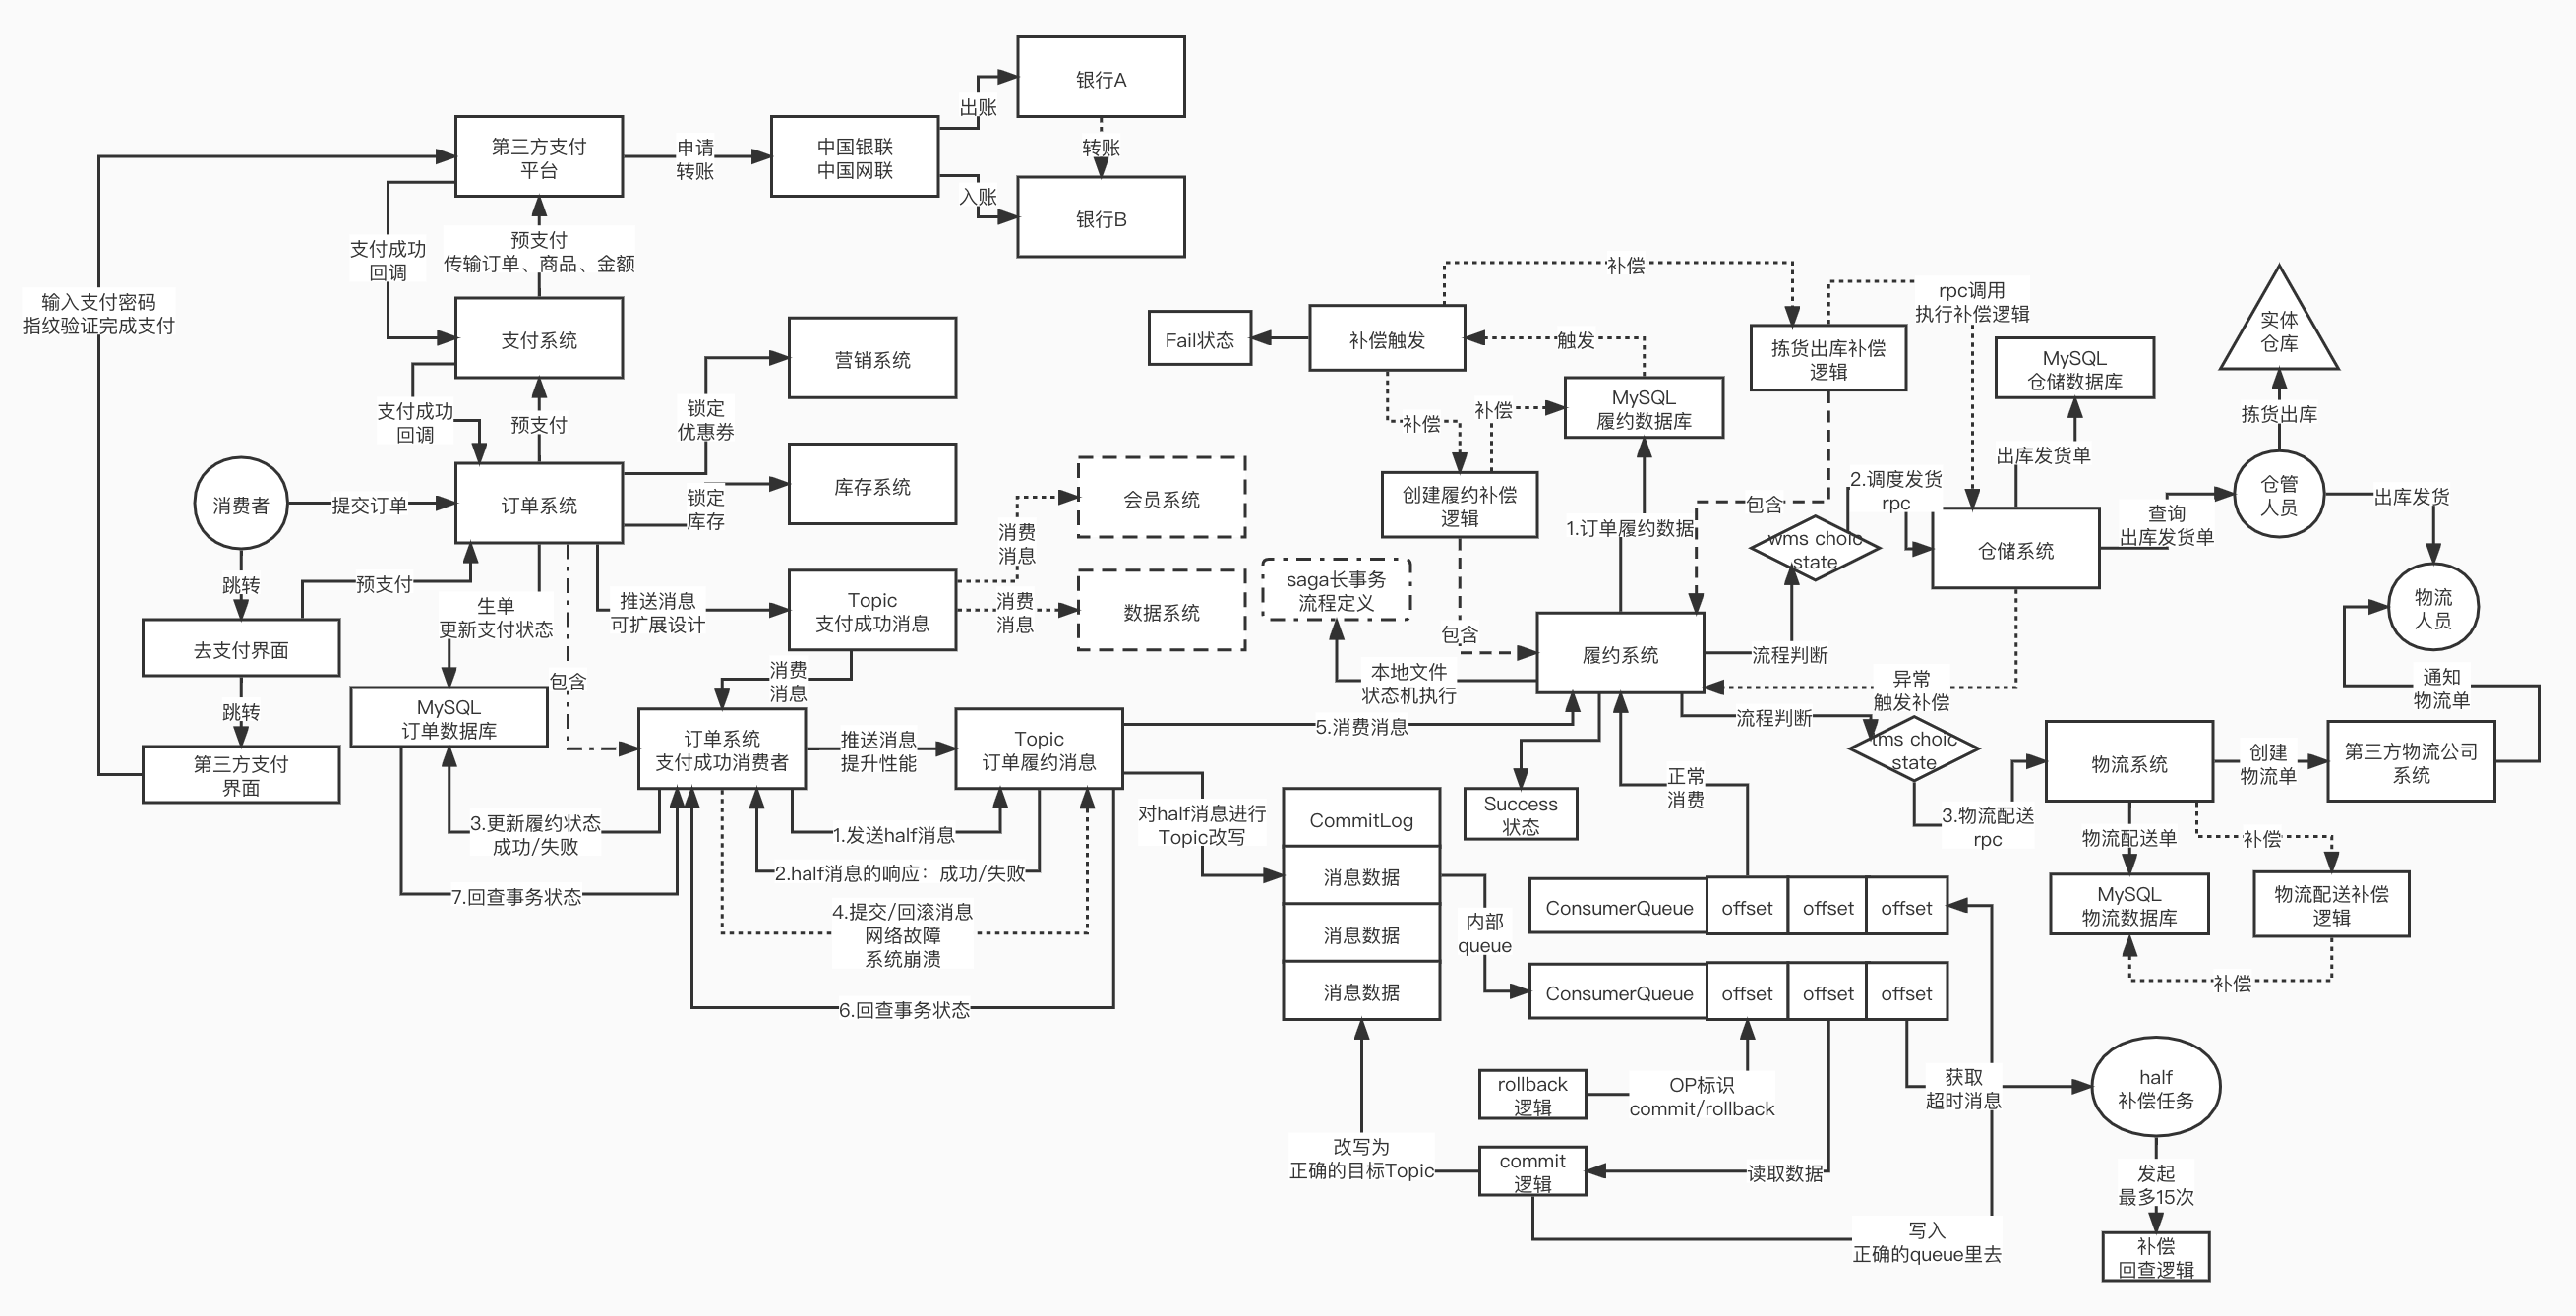 银行A
出账
第三方支付
平台
申请
转账
中国银联
中国网联
转账
入账
银行B
支付成功
回调
预支付
传输订单、商品、金额
输入支付密码
指纹验证完成支付
支付系统
支付成功
回调
预支付
锁定
优惠券
营销系统
消费者
提交订单
订单系统
锁定
库存
库存系统
会员系统
消费
消息
跳转
预支付
生单
更新支付状态
推送消息
可扩展设计
Topic
支付成功消息
消费
消息
数据系统
去支付界面
包含
消费
消息
跳转
MySQL
订单数据库
第三方支付
界面
订单系统
支付成功消费者
推送消息
提升性能
Topic
订单履约消息
5.消费消息
3.更新履约状态
成功/失败
1.发送half消息
2.half消息的响应：成功/失败
7.回查事务状态
4.提交/回滚消息
网络故障
系统崩溃
6.回查事务状态
对half消息进行
Topic改写
补偿
Fail状态
补偿触发
触发
拣货出库补偿
逻辑
rpc调用
执行补偿逻辑
MySQL
仓储数据库
实体
仓库
补偿
补偿
MySQL
履约数据库
拣货出库
出库发货单
创建履约补偿
逻辑
1.订单履约数据
包含
2.调度发货
rpc
wms choic
state
仓储系统
查询
出库发货单
仓管
人员
出库发货
saga长事务
流程定义
包含
履约系统
流程判断
物流
人员
本地文件
状态机执行
异常
触发补偿
流程判断
tms choic
state
通知
物流单
物流系统
创建
物流单
第三方物流公司
系统
正常
消费
Success
状态
3.物流配送
rpc
物流配送单
补偿
CommitLog
消息数据
消息数据
消息数据
内部
queue
ConsumerQueue
offset
offset
offset
MySQL
物流数据库
物流配送补偿
逻辑
补偿
ConsumerQueue
offset
offset
offset
rollback
逻辑
OP标识
commit/rollback
获取
超时消息
half
补偿任务
改写为
正确的目标Topic
commit
逻辑
读取数据
发起
最多15次
写入
正确的queue里去
补偿
回查逻辑